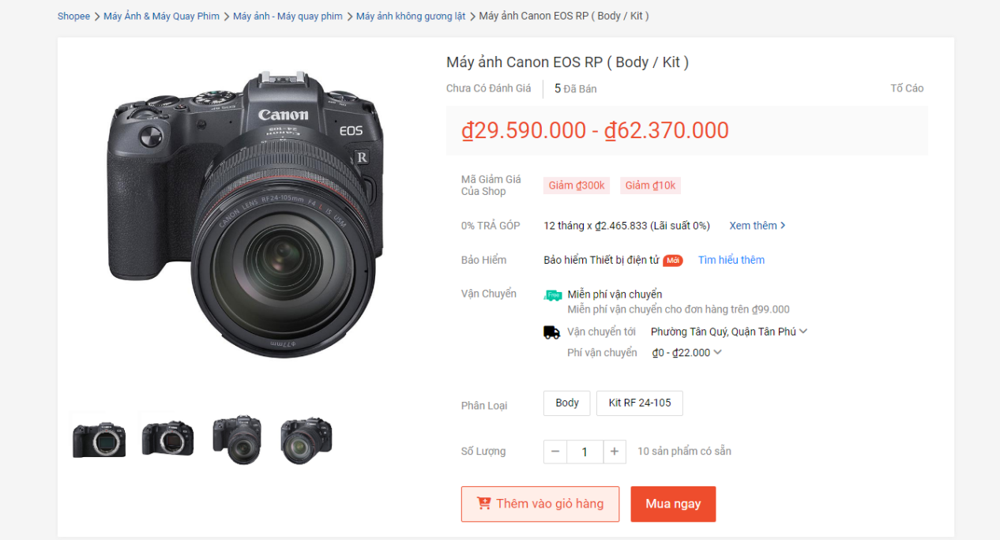 Shopee > Máy Ảnh & Máy Quay Phim > Máy ảnh - Máy quay phim > Máy ảnh không gương lật > Máy ảnh Canon EOS RP ( Body / Kit )
Canon
EOS
R
24-105
CANON LENS RF24-105mm F4 L IS USM
φ77mm
Máy ảnh Canon EOS RP ( Body / Kit )
Chưa Có Đánh Giá
5 Đã Bán
Tố Cáo
₫29.590.000 - ₫62.370.000
Mã Giảm Giá
Của Shop
Giảm ₫300k
Giảm ₫10k
0% TRẢ GÓP
12 tháng x ₫2.465.833 (Lãi suất 0%)
Xem thêm >
Bảo Hiểm
Bảo hiểm Thiết bị điện tử
Mới
Tìm hiểu thêm
Vận Chuyển
Free
Miễn phí vận chuyển
Miễn phí vận chuyển cho đơn hàng trên ₫99.000
Vận chuyển tới
Phường Tân Quý, Quận Tân Phú
Phí vận chuyển
₫0 - ₫22.000
Phân Loại
Body
Kit RF 24-105
Số Lượng
− 1 +
10 sản phẩm có sẵn
Thêm vào giỏ hàng
Mua ngay